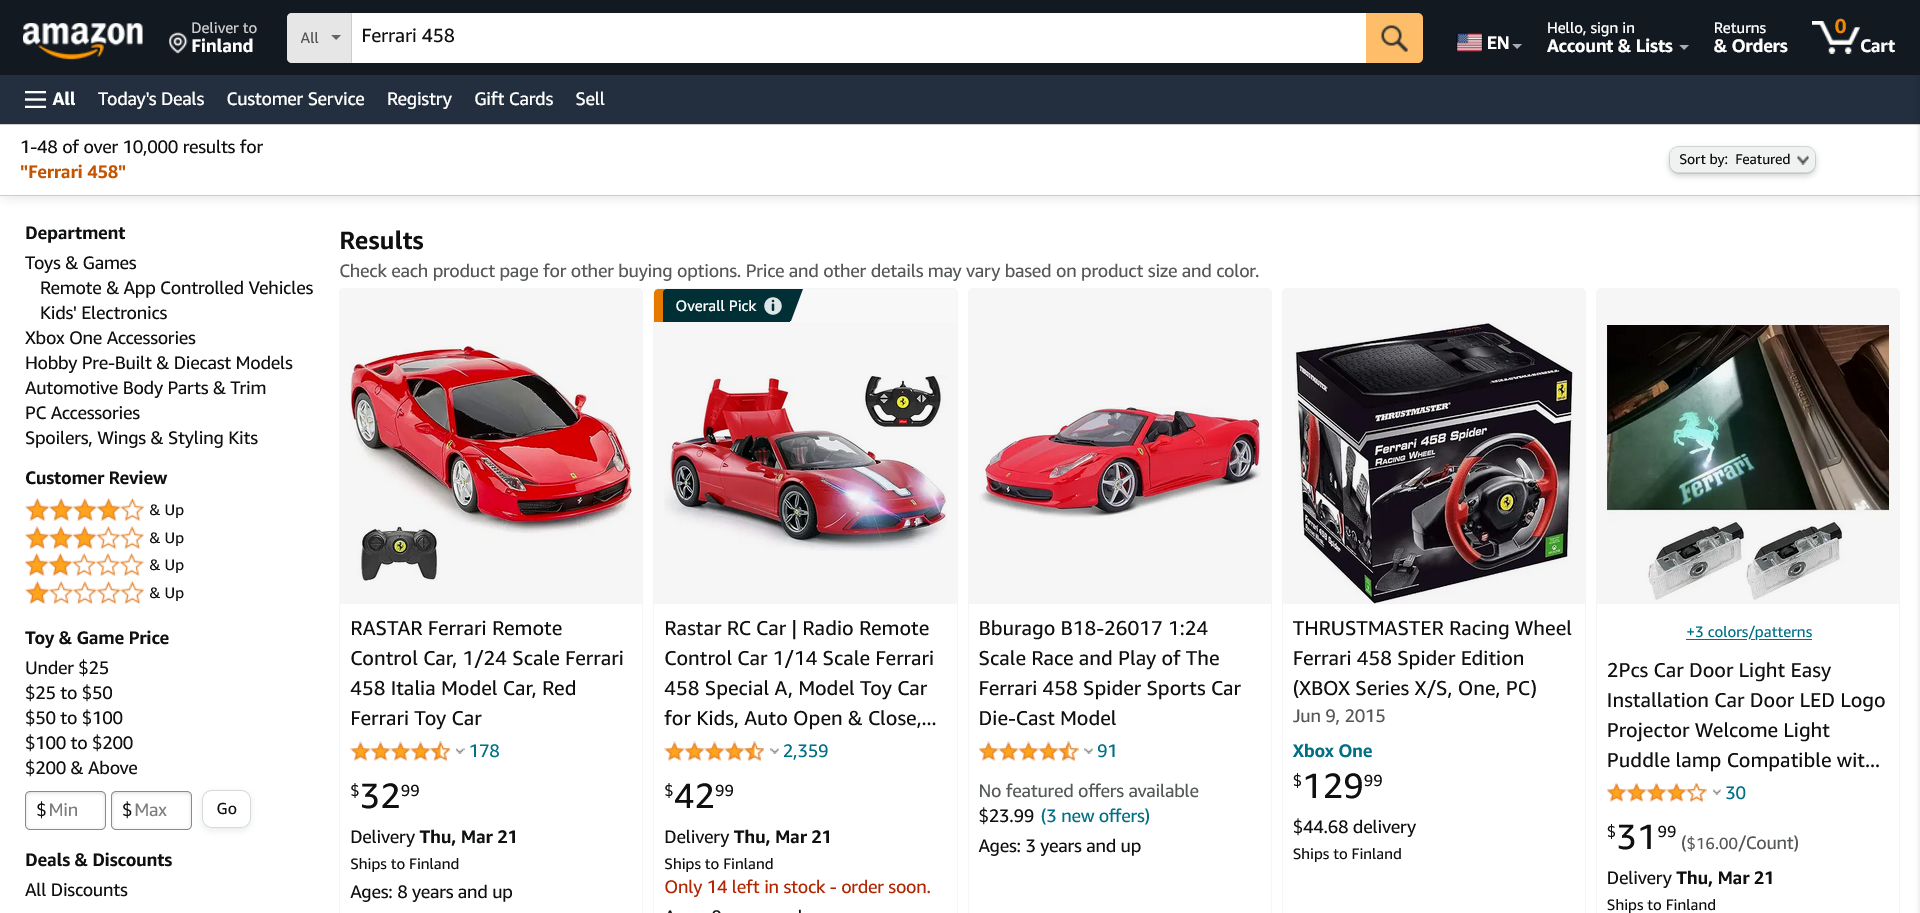 amazon
Deliver to
Finland
All
Ferrari 458
EN
Hello, sign in
Account & Lists
Returns
& Orders
0
Cart
All
Today's Deals
Customer Service
Registry
Gift Cards
Sell
1-48 of over 10,000 results for
"Ferrari 458"
Sort by: Featured
Department
Toys & Games
Remote & App Controlled Vehicles
Kids' Electronics
Xbox One Accessories
Hobby Pre-Built & Diecast Models
Automotive Body Parts & Trim
PC Accessories
Spoilers, Wings & Styling Kits
Customer Review
& Up
& Up
& Up
& Up
Toy & Game Price
Under $25
$25 to $50
$50 to $100
$100 to $200
$200 & Above
$ Min
$ Max
Go
Deals & Discounts
All Discounts
Results
Check each product page for other buying options. Price and other details may vary based on product size and color.
RASTAR Ferrari Remote
Control Car, 1/24 Scale Ferrari
458 Italia Model Car, Red
Ferrari Toy Car
178
$32.99
Delivery Thu, Mar 21
Ships to Finland
Ages: 8 years and up
Overall Pick
Rastar RC Car | Radio Remote
Control Car 1/14 Scale Ferrari
458 Special A, Model Toy Car
for Kids, Auto Open & Close,...
2,359
$42.99
Delivery Thu, Mar 21
Ships to Finland
Only 14 left in stock - order soon.
Bburago B18-26017 1:24
Scale Race and Play of The
Ferrari 458 Spider Sports Car
Die-Cast Model
91
No featured offers available
$23.99 (3 new offers)
Ages: 3 years and up
THRUSTMASTER
THRUSTMASTER
THRUSTMASTER
Ferrari 458 Spider
RACING WHEEL
THRUSTMASTER Racing Wheel
Ferrari 458 Spider Edition
(XBOX Series X/S, One, PC)
Jun 9, 2015
Xbox One
$129.99
$44.68 delivery
Ships to Finland
Ferrari
+3 colors/patterns
2Pcs Car Door Light Easy
Installation Car Door LED Logo
Projector Welcome Light
Puddle lamp Compatible wit...
30
$31.99 ($16.00/Count)
Delivery Thu, Mar 21
Ships to Finland